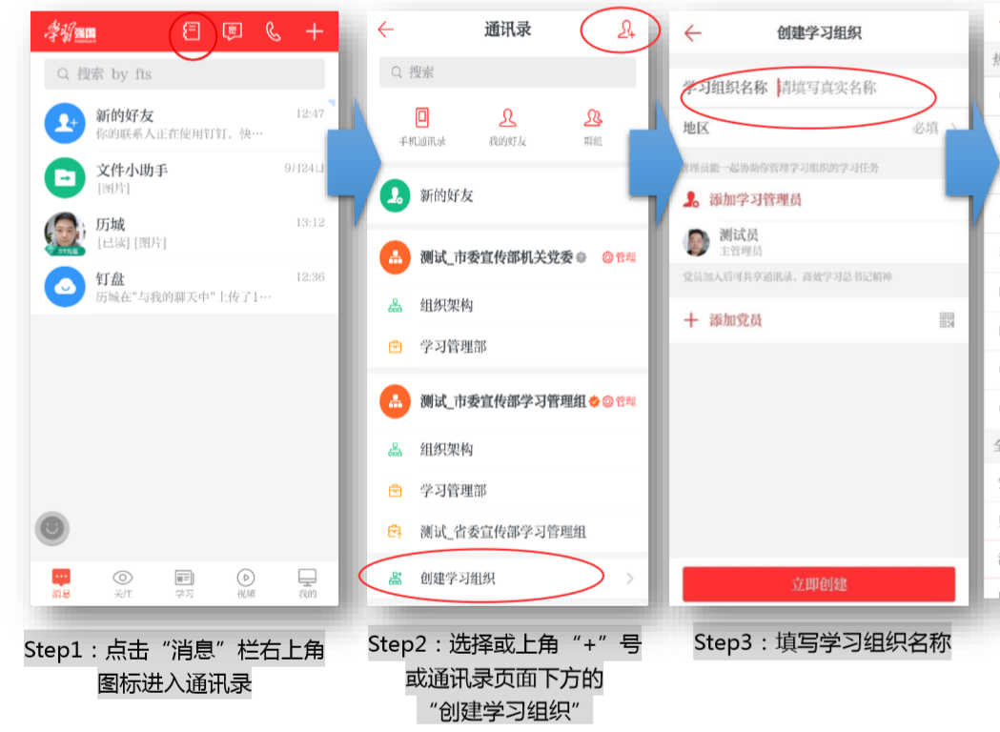 学习强国
搜索 by fts
新的好友
12:47
你的联系人正在使用钉钉，快…
文件小助手
9月24日
[图片]
历城
13:12
[已读] [图片]
钉盘
12:36
历城在"与我的聊天中"上传了1…
消息
关注
学习
视频
我的
Step1：点击“消息”栏右上角
图标进入通讯录
通讯录
搜索
手机通讯录
我的好友
群组
新的好友
测试_市委宣传部机关党委
管理
组织架构
学习管理部
测试_市委宣传部学习管理组
管理
组织架构
学习管理部
测试_省委宣传部学习管理组
创建学习组织
Step2：选择或上角“+”号
或通讯录页面下方的
“创建学习组织”
创建学习组织
学习组织名称 请填写真实名称
地区
必填
管理员能一起协助你管理学习组织的学习任务
添加学习管理员
测试员
主管理员
党员加入后可共享通讯录、高效学习总书记精神
添加党员
立即创建
Step3：填写学习组织名称